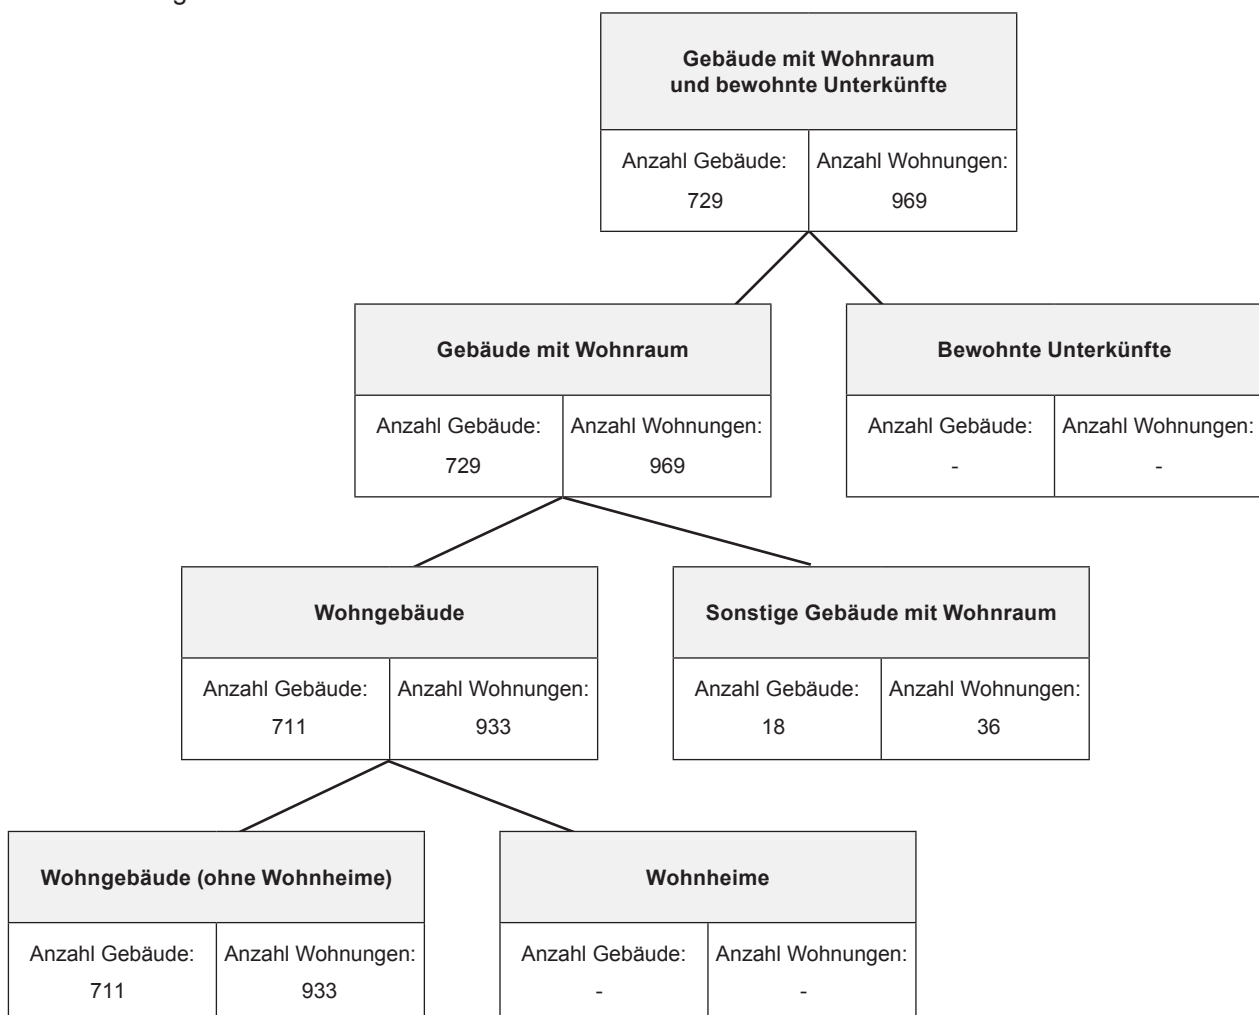 Gebäude mit Wohnraum
und bewohnte Unterkünfte
Anzahl Gebäude: Anzahl Wohnungen:
729 969
Gebäude mit Wohnraum
Bewohnte Unterkünfte
Anzahl Gebäude: Anzahl Wohnungen:
729 969
Anzahl Gebäude: Anzahl Wohnungen:
- -
Wohngebäude
Sonstige Gebäude mit Wohnraum
Anzahl Gebäude: Anzahl Wohnungen:
711 933
Anzahl Gebäude: Anzahl Wohnungen:
18 36
Wohngebäude (ohne Wohnheime)
Wohnheime
Anzahl Gebäude: Anzahl Wohnungen:
711 933
Anzahl Gebäude: Anzahl Wohnungen:
- -